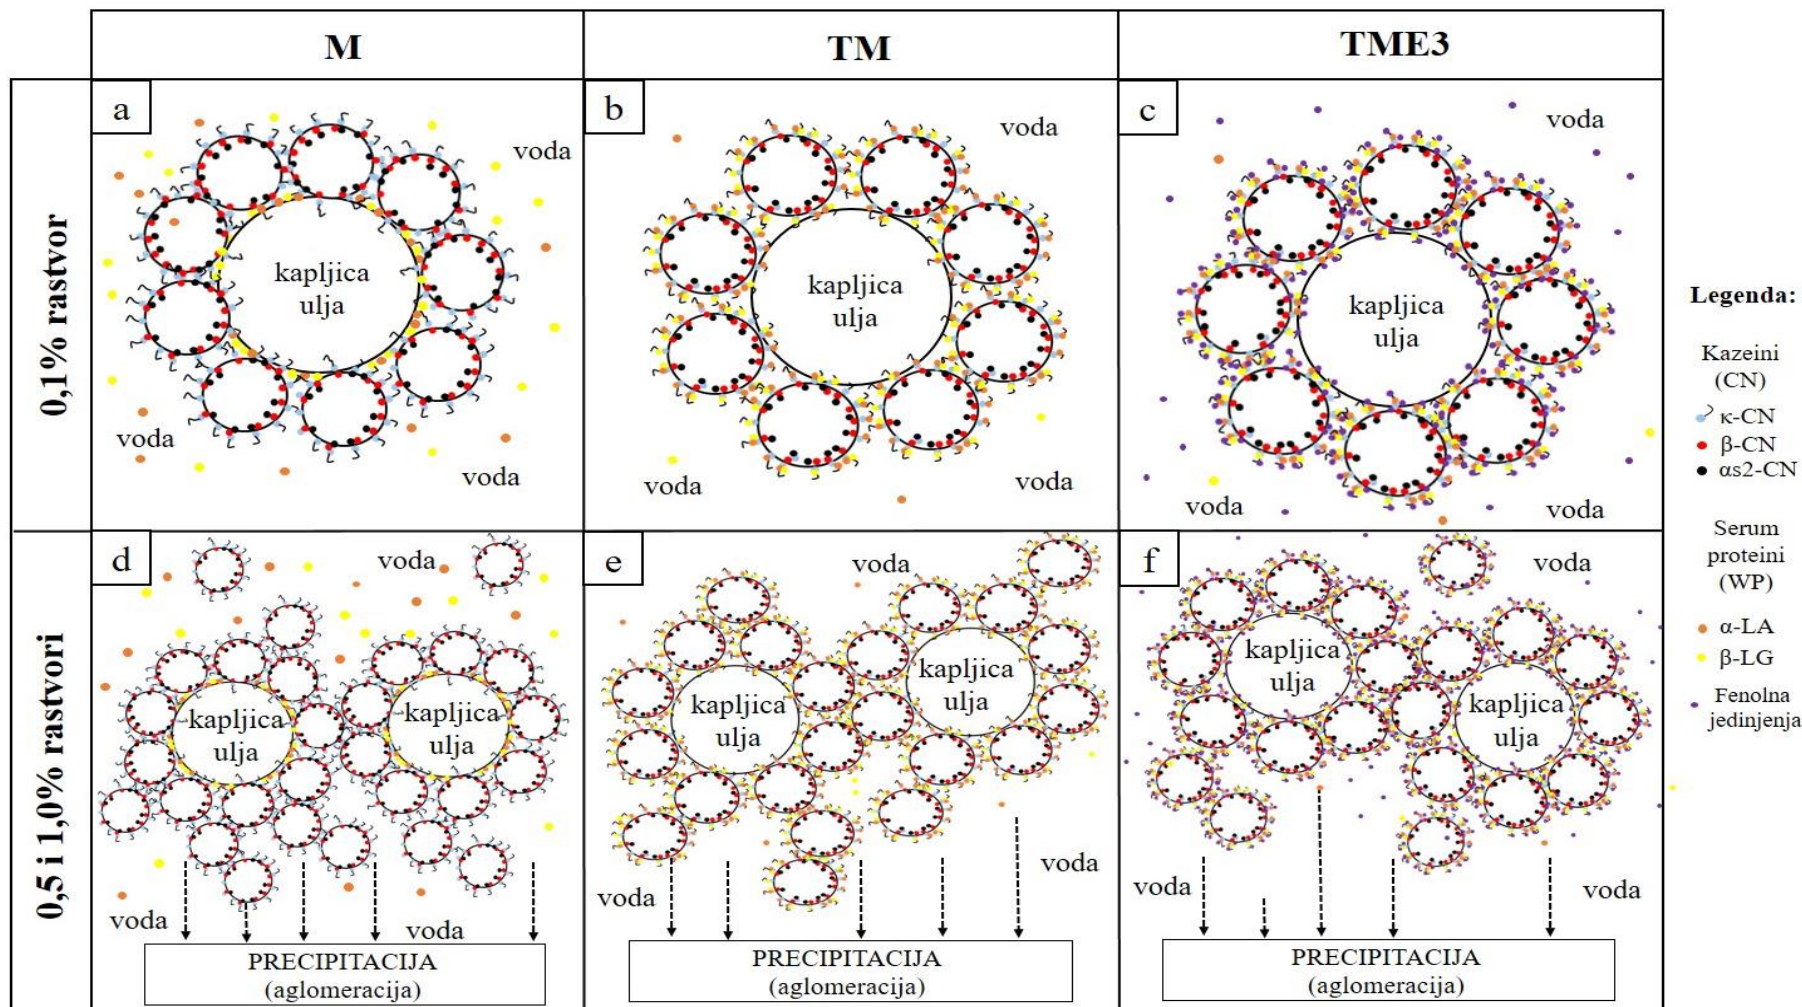 M
TM
TME3
0,1% rastvor
a
voda
kapljica
ulja
voda
voda
b
voda
kapljica
ulja
voda
voda
c
voda
kapljica
ulja
voda
voda
0,5 i 1,0% rastvori
d
voda
kapljica
ulja
kapljica
ulja
voda
voda
PRECIPITACIJA
(aglomeracija)
e
voda
kapljica
ulja
kapljica
ulja
voda
voda
PRECIPITACIJA
(aglomeracija)
f
voda
kapljica
ulja
kapljica
ulja
voda
voda
PRECIPITACIJA
(aglomeracija)
Legenda:
Kazeini
(CN)
κ-CN
β-CN
αs2-CN
Serum
proteini
(WP)
α-LA
β-LG
Fenolna
jedinjenja